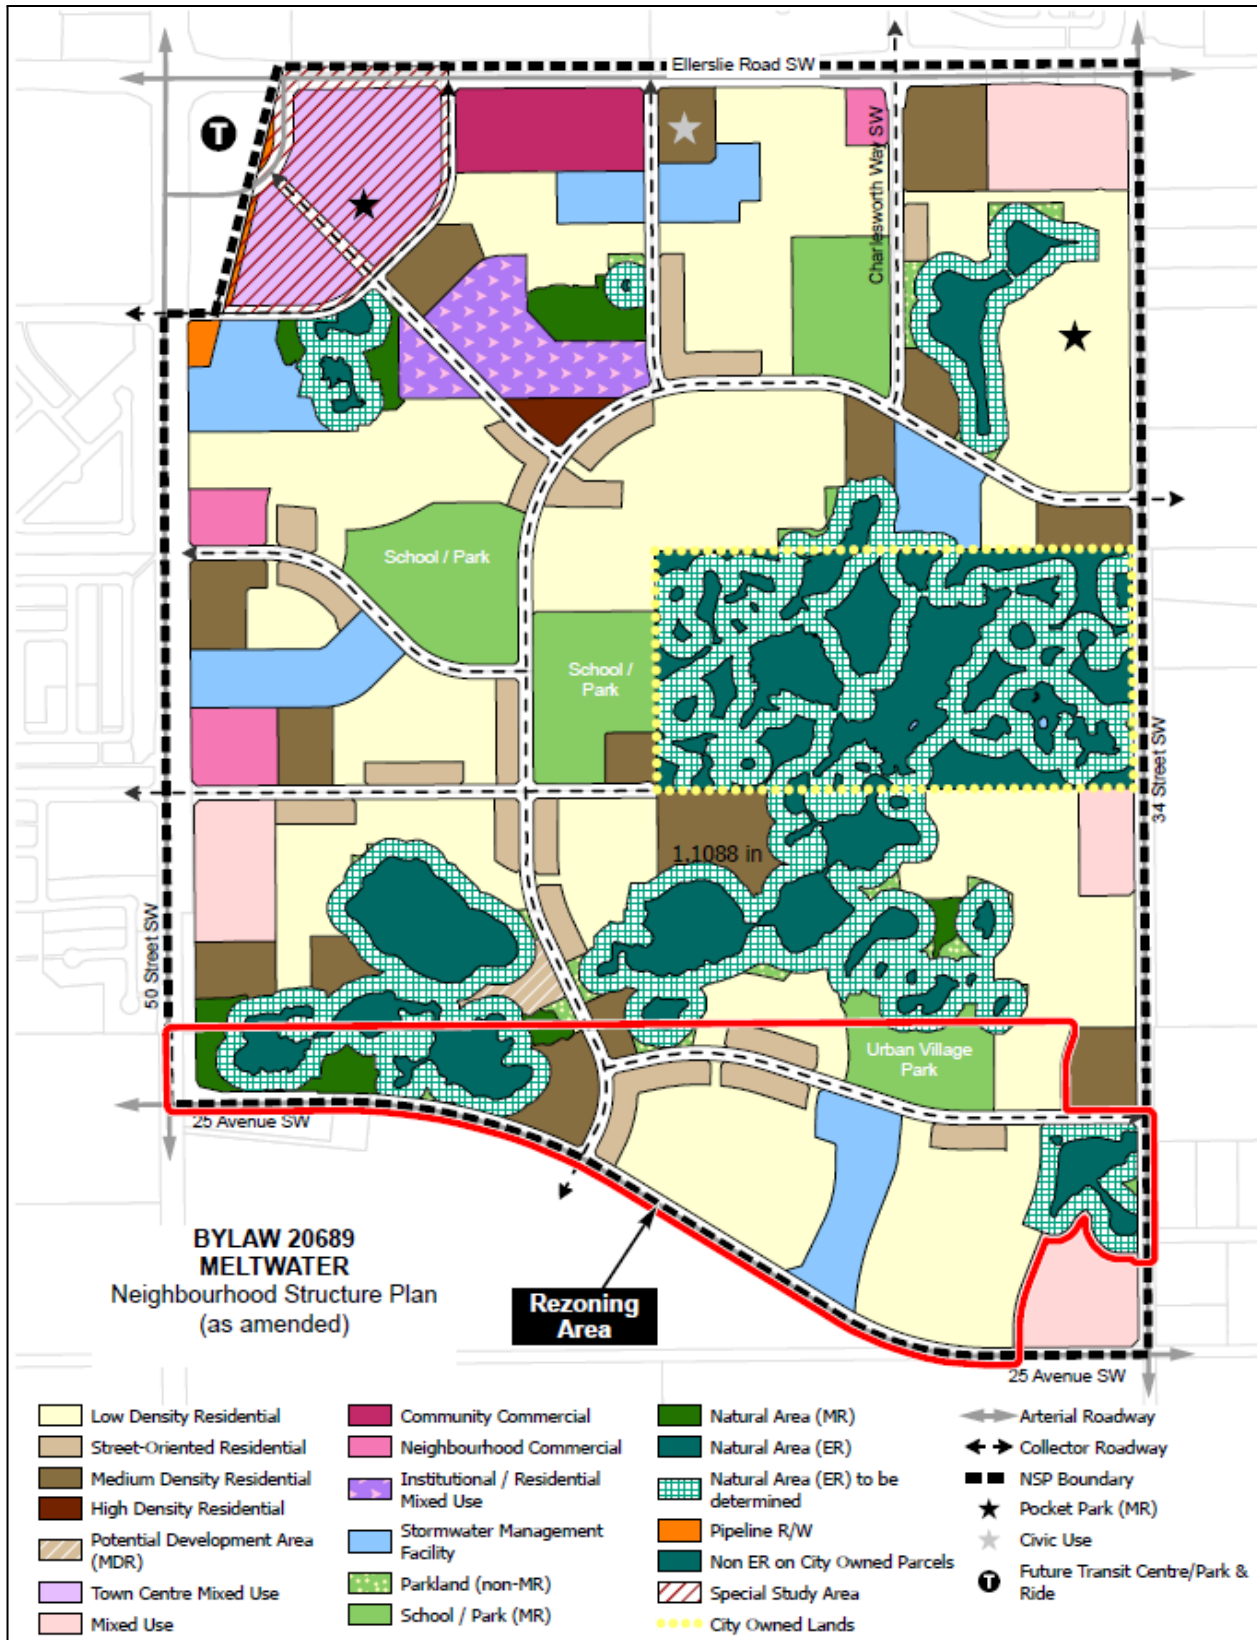 Ellerslie Road SW
T
Charlesworth Way SW
School / Park
School /
Park
34 Street SW
1.1088 in
50 Street SW
Urban Village
Park
25 Avenue SW
BYLAW 20689
MELTWATER
Neighbourhood Structure Plan
(as amended)
Rezoning
Area
25 Avenue SW
Low Density Residential
Street-Oriented Residential
Medium Density Residential
High Density Residential
Potential Development Area
(MDR)
Town Centre Mixed Use
Mixed Use
Community Commercial
Neighbourhood Commercial
Institutional / Residential
Mixed Use
Stormwater Management
Facility
Parkland (non-MR)
School / Park (MR)
Natural Area (MR)
Natural Area (ER)
Natural Area (ER) to be
determined
Pipeline R/W
Non ER on City Owned Parcels
Special Study Area
City Owned Lands
Arterial Roadway
Collector Roadway
NSP Boundary
Pocket Park (MR)
Civic Use
T
Future Transit Centre/Park &
Ride